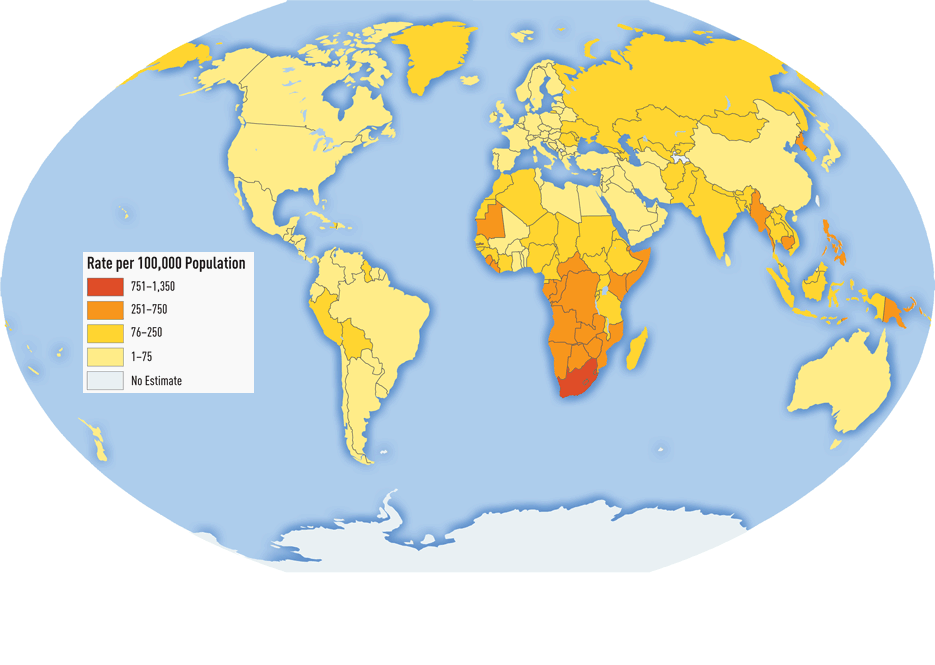 Rate per 100,000 Population
751–1,350
251–750
76–250
1–75
No Estimate